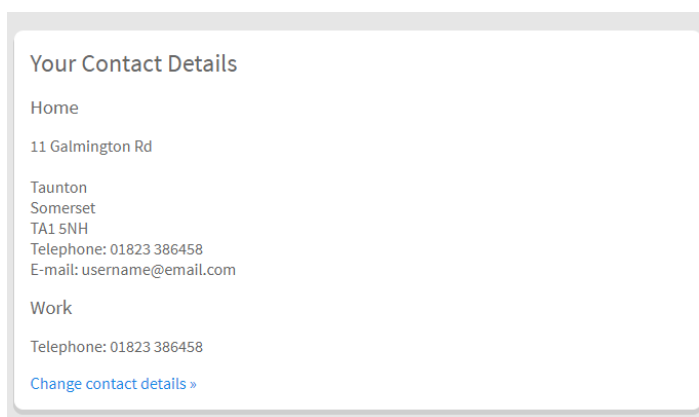 Your Contact Details
Home
11 Galmington Rd
Taunton
Somerset
TA1 5NH
Telephone: 01823 386458
E-mail: username@email.com
Work
Telephone: 01823 386458
Change contact details »